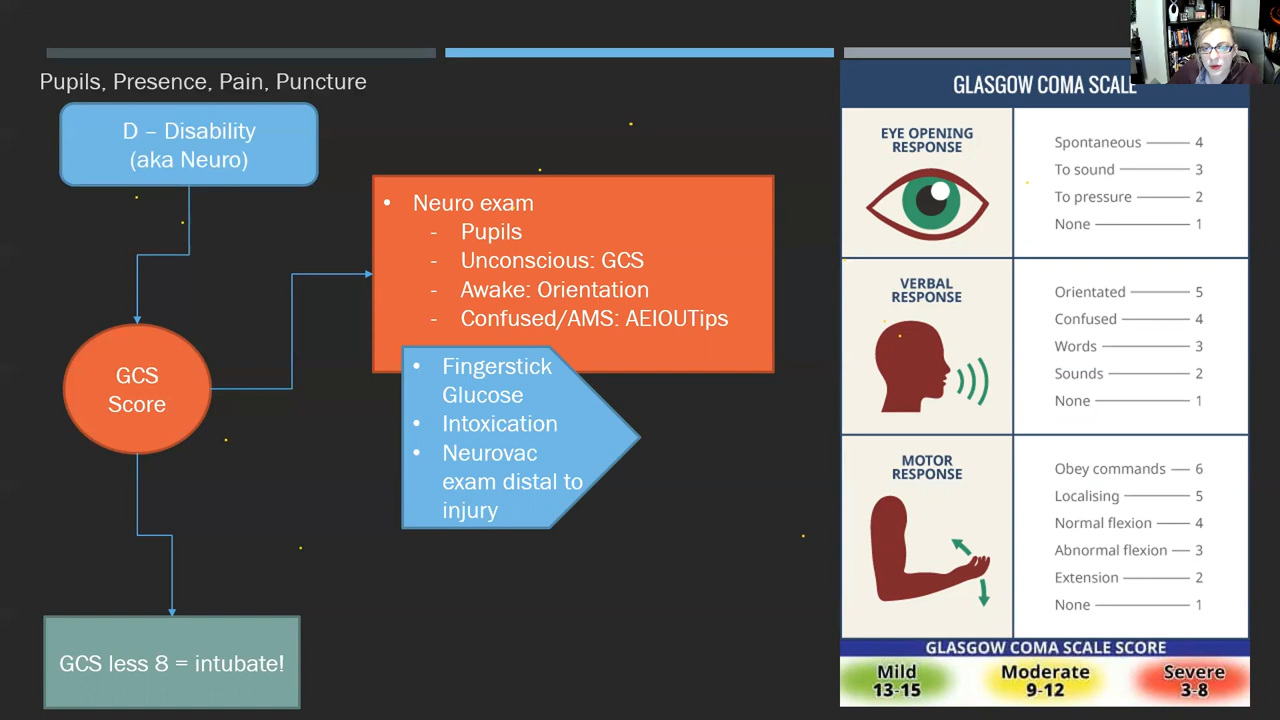 Pupils, Presence, Pain, Puncture
D – Disability
(aka Neuro)
GCS
Score
GCS less 8 = intubate!
• Neuro exam
- Pupils
- Unconscious: GCS
- Awake: Orientation
- Confused/AMS: AEIOUTips
• Fingerstick
Glucose
• Intoxication
• Neurovac
exam distal to
injury
GLASGOW COMA SCALE
EYE OPENING
RESPONSE
Spontaneous 4
To sound 3
To pressure 2
None 1
VERBAL
RESPONSE
Orientated 5
Confused 4
Words 3
Sounds 2
None 1
MOTOR
RESPONSE
Obey commands 6
Localising 5
Normal flexion 4
Abnormal flexion 3
Extension 2
None 1
GLASGOW COMA SCALE SCORE
Mild
13-15
Moderate
9-12
Severe
3-8